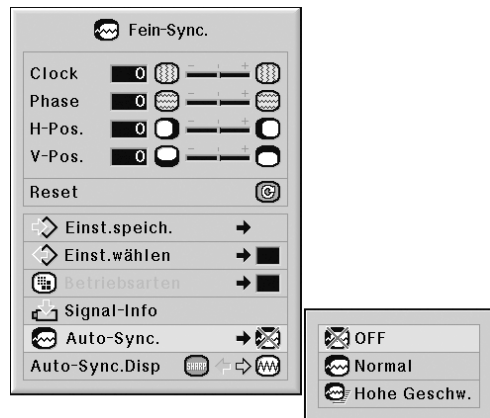 Fein-Sync.
Clock 0
Phase 0
H-Pos. 0
V-Pos. 0
Reset
Einst.speich.
Einst.wählen
Betriebsarten
Signal-Info
Auto-Sync.
Auto-Sync.Disp SHARP
OFF
Normal
Hohe Geschw.